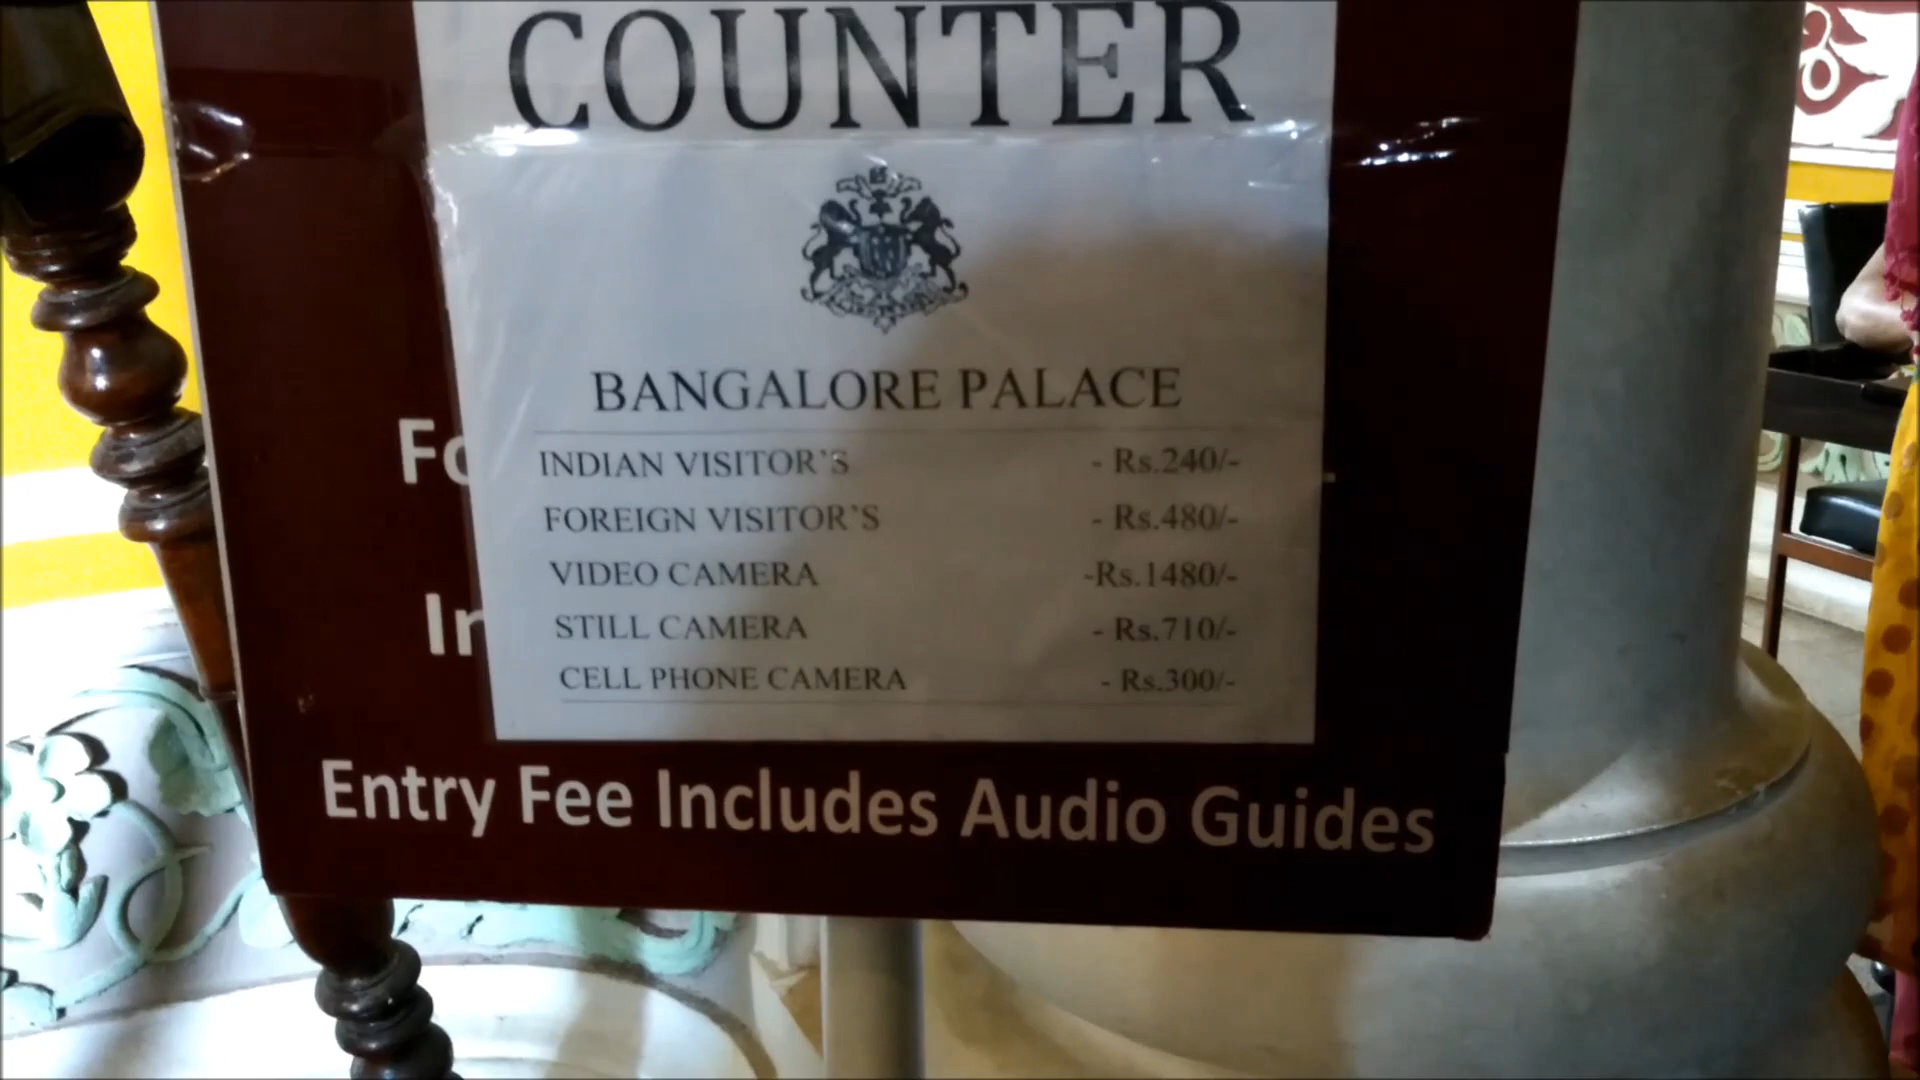 COUNTER
BANGALORE PALACE
INDIAN VISITOR'S - Rs.240/-
FOREIGN VISITOR'S - Rs.480/-
VIDEO CAMERA -Rs.1480/-
STILL CAMERA - Rs.710/-
CELL PHONE CAMERA - Rs.300/-
Entry Fee Includes Audio Guides